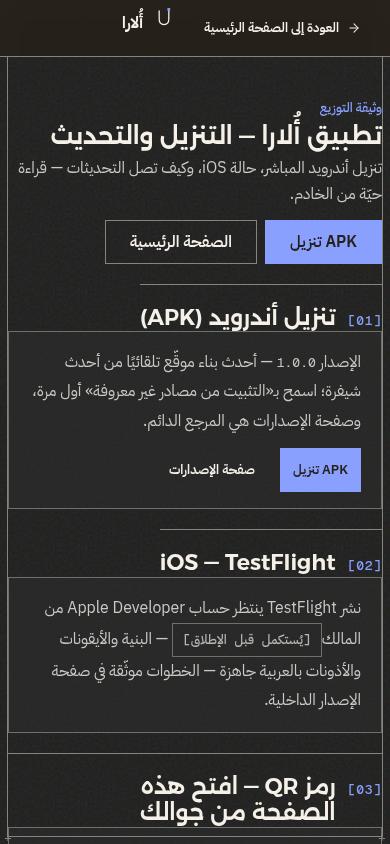 العودة إلى الصفحة الرئيسية
ألارا
وثيقة التوزيع
تطبيق ألارا — التنزيل والتحديث
تنزيل أندرويد المباشر، حالة iOS، وكيف تصل التحديثات — قراءة
حيّة من الخادم.
APK تنزيل
الصفحة الرئيسية
[01] تنزيل أندرويد (APK)
الإصدار 1.0.0 — أحدث بناء موقّع تلقائيًا من أحدث
شيفرة؛ اسمح بـ«التثبيت من مصادر غير معروفة» أول مرة،
وصفحة الإصدارات هي المرجع الدائم.
APK تنزيل
صفحة الإصدارات
[02] iOS — TestFlight
نشر TestFlight ينتظر حساب Apple Developer من
المالك [يُستكمل قبل الإطلاق] — البنية والأيقونات
والأذونات بالعربية جاهزة — الخطوات موثّقة في صفحة
الإصدار الداخلية.
[03] رمز QR — افتح هذه
الصفحة من جوالك